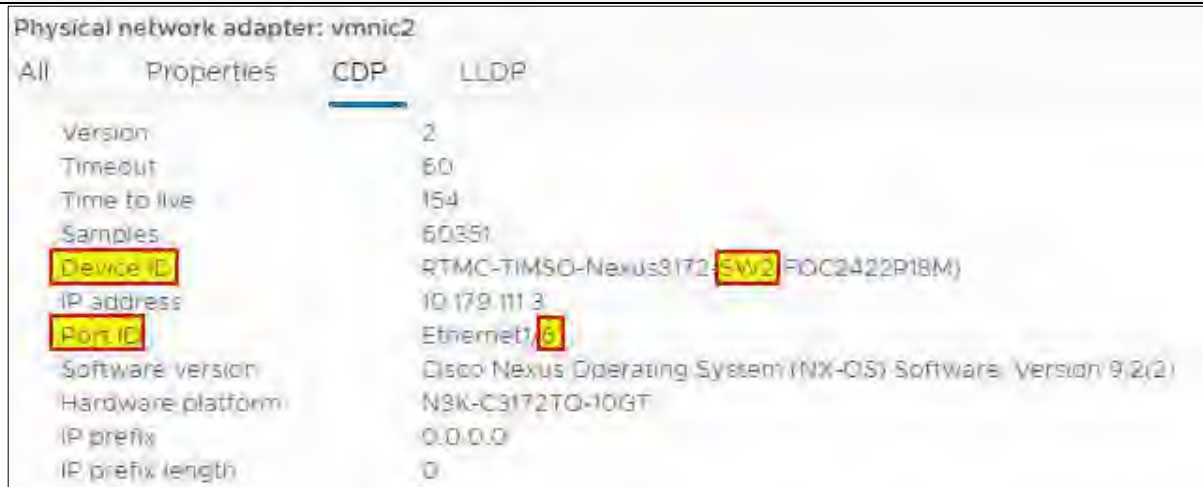 Physical network adapter: vmnic2
All Properties CDP LLDP
Version 2
Timeout 60
Time to live 154
Samples 60351
Device ID RTMC-TIMSO-Nexus3172-SW2(FOC2422R18M)
IP address 10.179.111.3
Port ID Ethernet1/6
Software version Cisco Nexus Operating System (NX-OS) Software, Version 9.2(2)
Hardware platform N3K-C3172TQ-10GT
IP prefix 0.0.0.0
IP prefix length 0